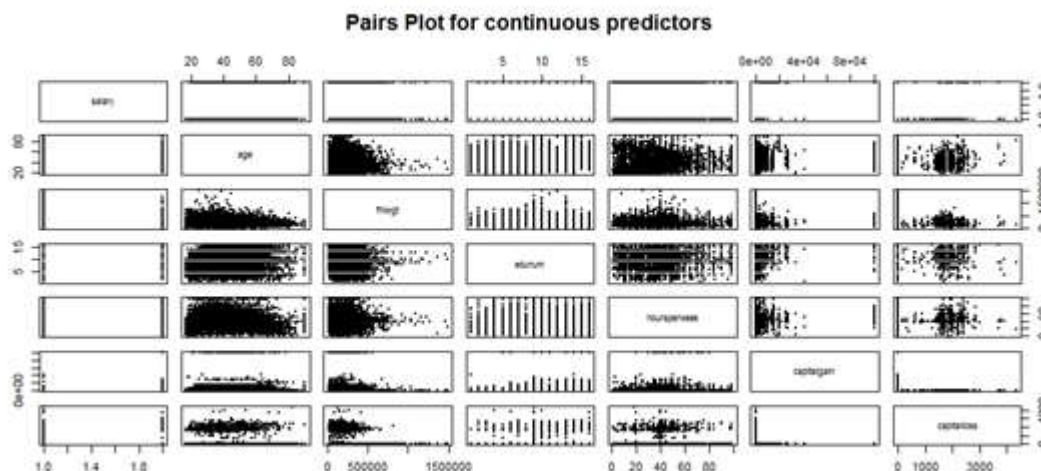 Pairs Plot for continuous predictors
20 40 60 80
5 10 15
0e+00 4e+04 8e+04
salary
age
fnlwgt
edunum
hoursperweek
capitalgain
capitalloss
20 80
5 15
0e+00
1.0 1.4 1.8
0 500000 1500000
0 20 40 60 80
0 1000 3000